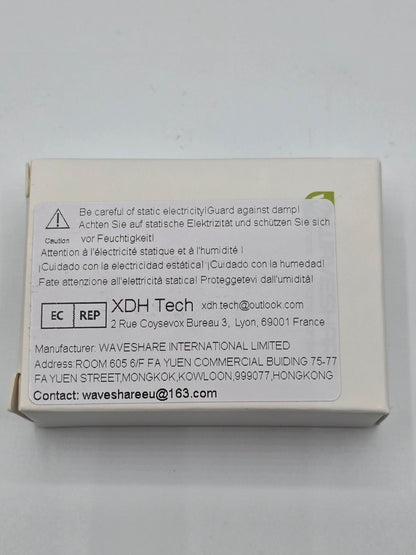 Be careful of static electricity!Guard against damp!
Achten Sie auf statische Elektrizität und schützen Sie sich
Caution vor Feuchtigkeit!
Attention à l'électricité statique et à l'humidité !
¡Cuidado con la electricidad estática! ¡Cuidado con la humedad!
Fate attenzione all'elettricità statica! Proteggetevi dall'umidità!
EC REP XDH Tech xdh.tech@outlook.com
2 Rue Coysevox Bureau 3, Lyon, 69001 France
Manufacturer: WAVESHARE INTERNATIONAL LIMITED
Address:ROOM 605 6/F FA YUEN COMMERCIAL BUIDING 75-77
FA YUEN STREET,MONGKOK,KOWLOON,999077,HONGKONG
Contact: waveshareeu@163.com